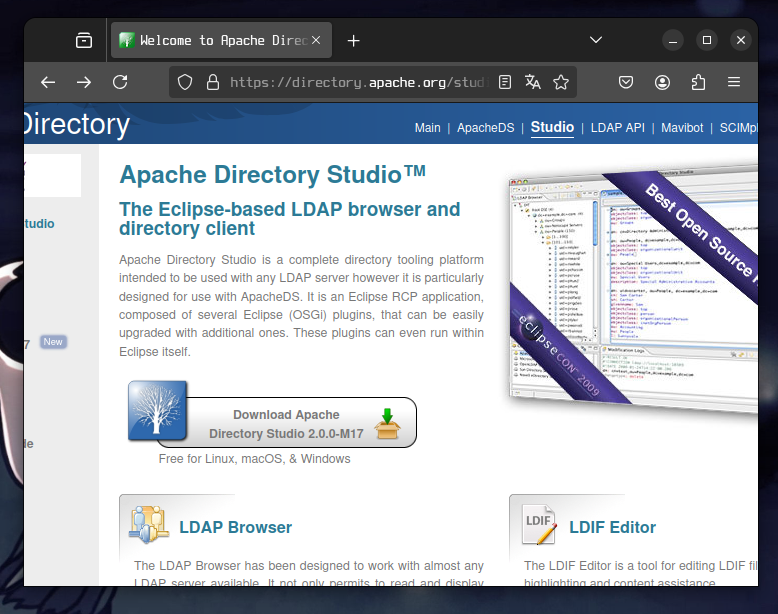 Welcome to Apache Direc
https://directory.apache.org/stud
Directory
Main | ApacheDS | Studio | LDAP API | Mavibot | SCIMpl
tudio
New
Apache Directory Studio™
The Eclipse-based LDAP browser and
directory client
Apache Directory Studio is a complete directory tooling platform
intended to be used with any LDAP server however it is particularly
designed for use with ApacheDS. It is an Eclipse RCP application,
composed of several Eclipse (OSGi) plugins, that can be easily
upgraded with additional ones. These plugins can even run within
Eclipse itself.
Best Open Source
eclipsecon 2009
LDAP Browser
Modification Logs
Download Apache
Directory Studio 2.0.0-M17
Free for Linux, macOS, & Windows
LDAP Browser
The LDAP Browser has been designed to work with almost any
LDAP server available. It not only permits to read and display
LDIF
LDIF Editor
The LDIF Editor is a tool for editing LDIF fil
highlighting and content assistance.